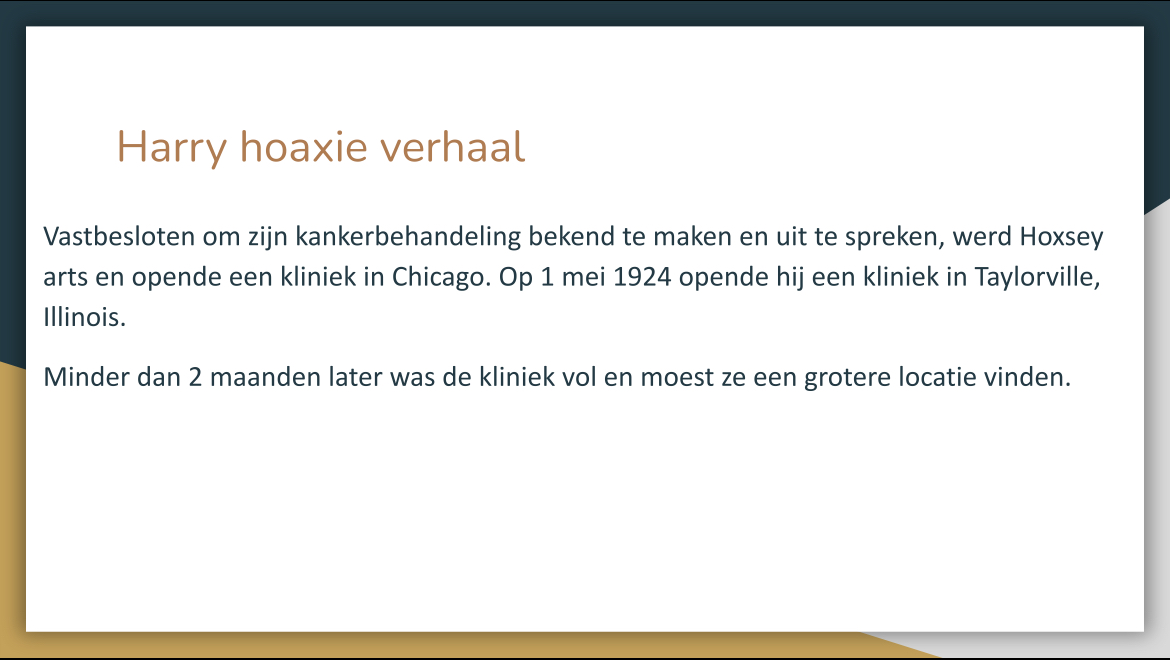 Harry hoaxie verhaal
Vastbesloten om zijn kankerbehandeling bekend te maken en uit te spreken, werd Hoxsey
arts en opende een kliniek in Chicago. Op 1 mei 1924 opende hij een kliniek in Taylorville,
Illinois.
Minder dan 2 maanden later was de kliniek vol en moest ze een grotere locatie vinden.